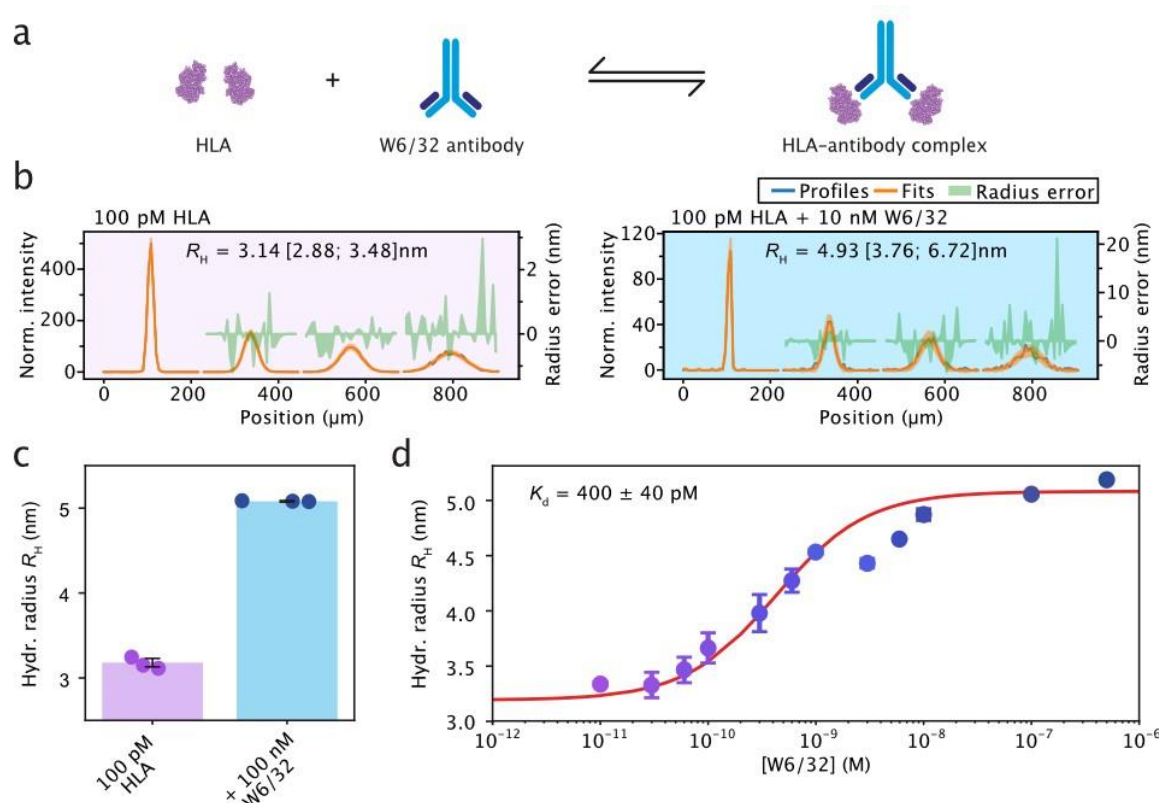 a
HLA
+
W6/32 antibody
HLA–antibody complex
b
Profiles Fits Radius error
100 pM HLA
R_H = 3.14 [2.88; 3.48]nm
Norm. intensity
400
200
0
Radius error (nm)
2
0
0 200 400 600 800
Position (µm)
100 pM HLA + 10 nM W6/32
R_H = 4.93 [3.76; 6.72]nm
Norm. intensity
120
80
40
0
Radius error (nm)
20
10
0
0 200 400 600 800
Position (µm)
c
Hydr. radius R_H (nm)
5
4
3
100 pM
HLA
+ 100 nM
W6/32
d
K_d = 400 ± 40 pM
Hydr. radius R_H (nm)
5.0
4.5
4.0
3.5
3.0
10⁻¹² 10⁻¹¹ 10⁻¹⁰ 10⁻⁹ 10⁻⁸ 10⁻⁷ 10⁻⁶
[W6/32] (M)